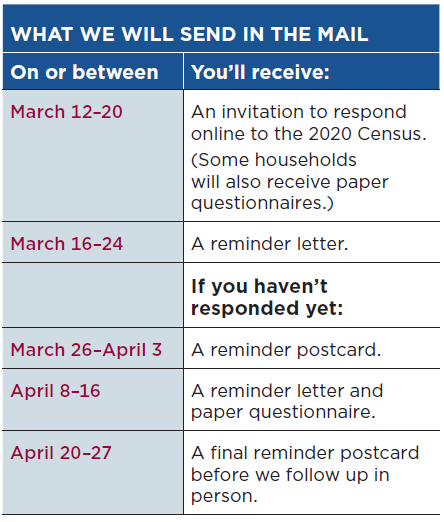 WHAT WE WILL SEND IN THE MAIL
On or between You'll receive:
March 12–20 An invitation to respond
online to the 2020 Census.
(Some households
will also receive paper
questionnaires.)
March 16–24 A reminder letter.
If you haven't
responded yet:
March 26–April 3 A reminder postcard.
April 8–16 A reminder letter and
paper questionnaire.
April 20–27 A final reminder postcard
before we follow up in
person.